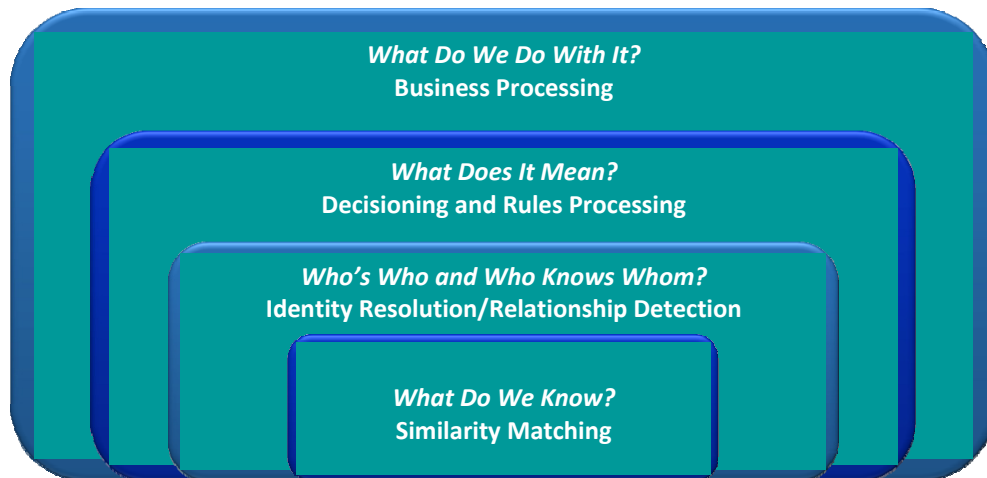 What Do We Do With It?
Business Processing
What Does It Mean?
Decisioning and Rules Processing
Who’s Who and Who Knows Whom?
Identity Resolution/Relationship Detection
What Do We Know?
Similarity Matching